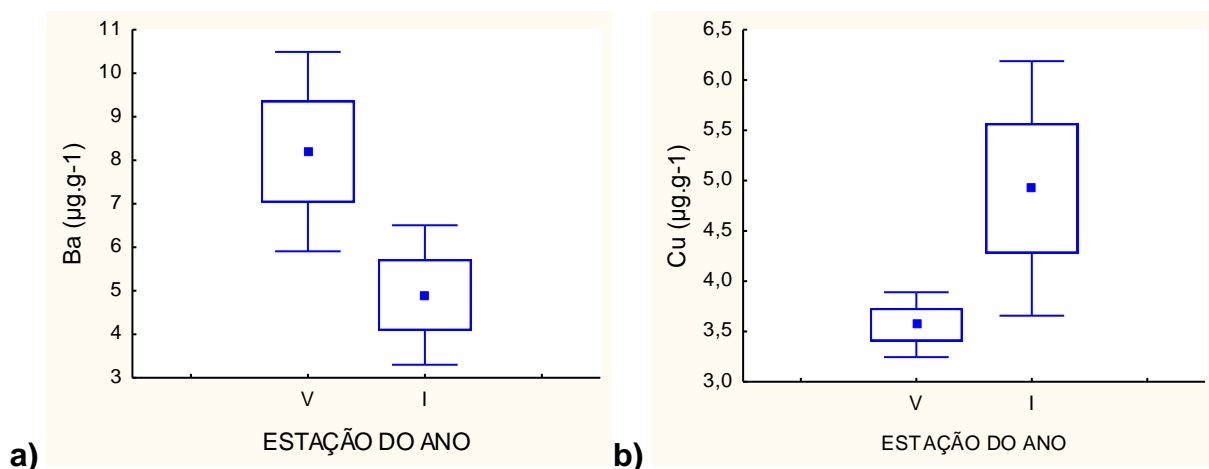 11
10
9
8
7
6
5
4
3
Ba (µg.g-1)
V I
ESTAÇÃO DO ANO
a)
6,5
6,0
5,5
5,0
4,5
4,0
3,5
3,0
Cu (µg.g-1)
V I
ESTAÇÃO DO ANO
b)